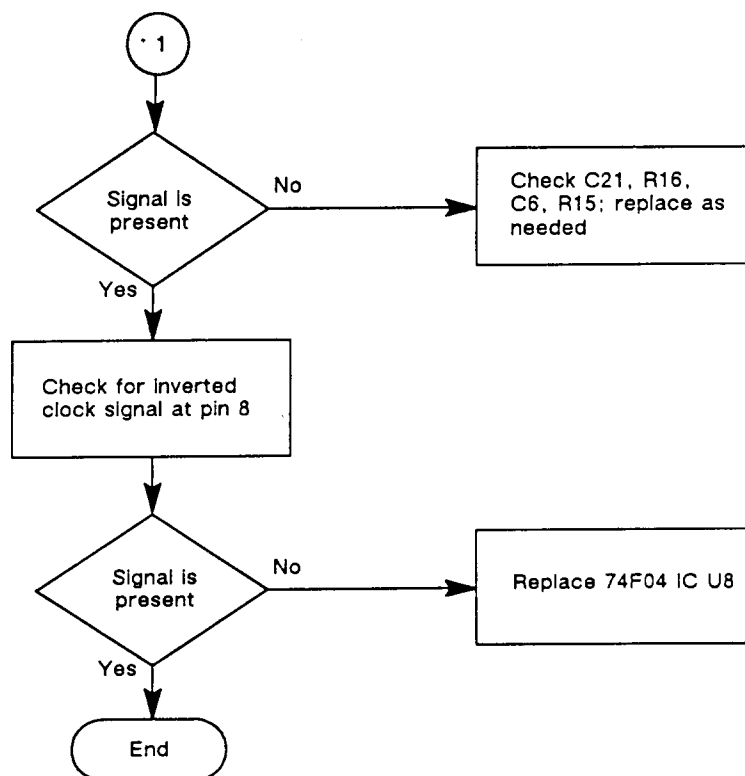 1
Signal is
present
No
Check C21, R16,
C6, R15; replace as
needed
Yes
Check for inverted
clock signal at pin 8
Signal is
present
No
Replace 74F04 IC U8
Yes
End